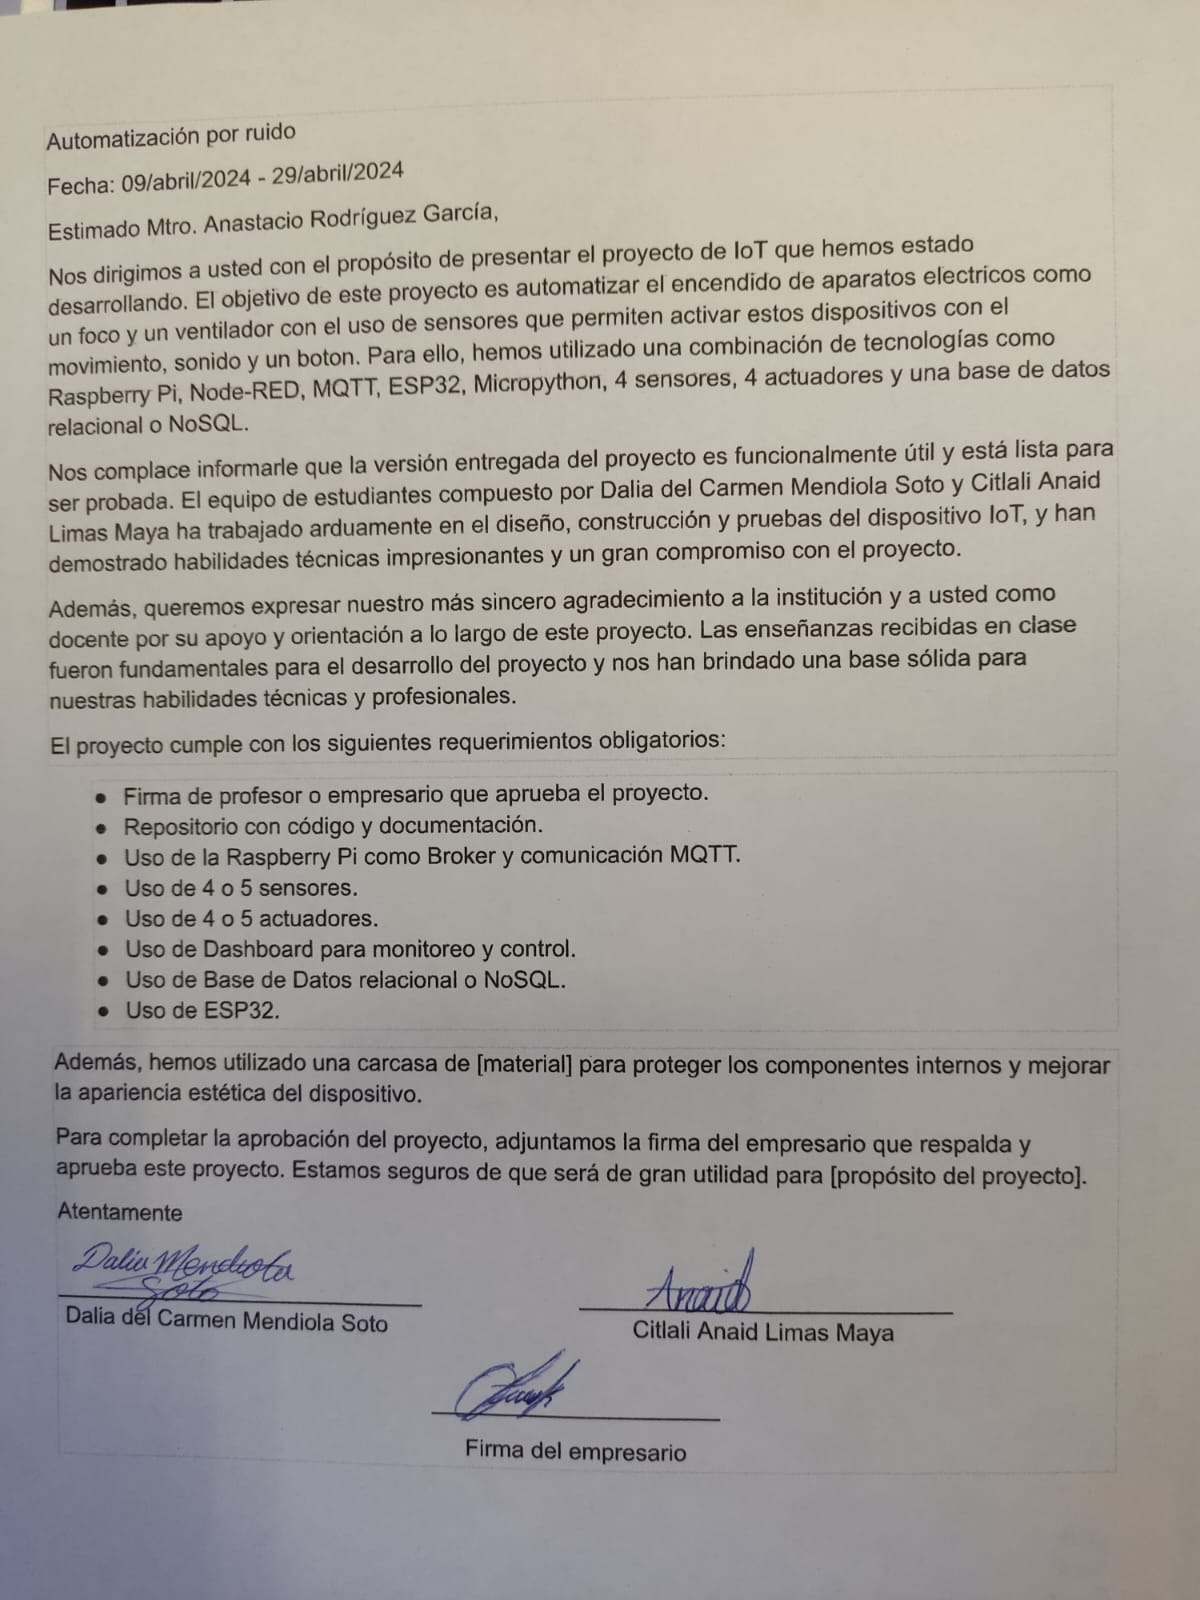 Automatización por ruido
Fecha: 09/abril/2024 - 29/abril/2024
Estimado Mtro. Anastacio Rodríguez García,
Nos dirigimos a usted con el propósito de presentar el proyecto de IoT que hemos estado
desarrollando. El objetivo de este proyecto es automatizar el encendido de aparatos electricos como
un foco y un ventilador con el uso de sensores que permiten activar estos dispositivos con el
movimiento, sonido y un boton. Para ello, hemos utilizado una combinación de tecnologías como
Raspberry Pi, Node-RED, MQTT, ESP32, Micropython, 4 sensores, 4 actuadores y una base de datos
relacional o NoSQL.
Nos complace informarle que la versión entregada del proyecto es funcionalmente útil y está lista para
ser probada. El equipo de estudiantes compuesto por Dalia del Carmen Mendiola Soto y Citlali Anaid
Limas Maya ha trabajado arduamente en el diseño, construcción y pruebas del dispositivo IoT, y han
demostrado habilidades técnicas impresionantes y un gran compromiso con el proyecto.
Además, queremos expresar nuestro más sincero agradecimiento a la institución y a usted como
docente por su apoyo y orientación a lo largo de este proyecto. Las enseñanzas recibidas en clase
fueron fundamentales para el desarrollo del proyecto y nos han brindado una base sólida para
nuestras habilidades técnicas y profesionales.
El proyecto cumple con los siguientes requerimientos obligatorios:
● Firma de profesor o empresario que aprueba el proyecto.
● Repositorio con código y documentación.
● Uso de la Raspberry Pi como Broker y comunicación MQTT.
● Uso de 4 o 5 sensores.
● Uso de 4 o 5 actuadores.
● Uso de Dashboard para monitoreo y control.
● Uso de Base de Datos relacional o NoSQL.
● Uso de ESP32.
Además, hemos utilizado una carcasa de [material] para proteger los componentes internos y mejorar
la apariencia estética del dispositivo.
Para completar la aprobación del proyecto, adjuntamos la firma del empresario que respalda y
aprueba este proyecto. Estamos seguros de que será de gran utilidad para [propósito del proyecto].
Atentamente
Dalia Mendiola
Soto
Anaid
Dalia del Carmen Mendiola Soto
Citlali Anaid Limas Maya
Firma del empresario